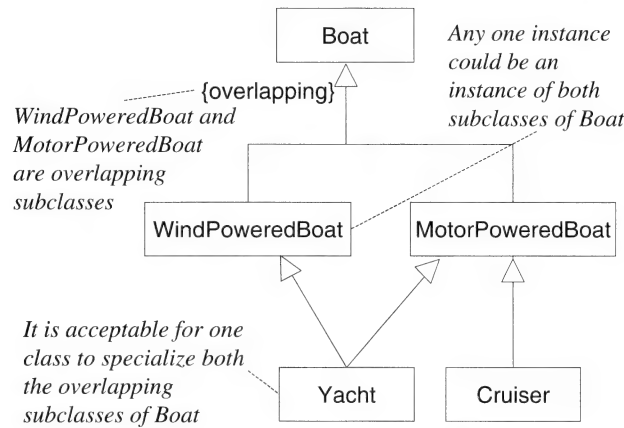 Boat
Any one instance
could be an
instance of both
subclasses of Boat
{overlapping}
WindPoweredBoat and
MotorPoweredBoat
are overlapping
subclasses
WindPoweredBoat
MotorPoweredBoat
It is acceptable for one
class to specialize both
the overlapping
subclasses of Boat
Yacht
Cruiser